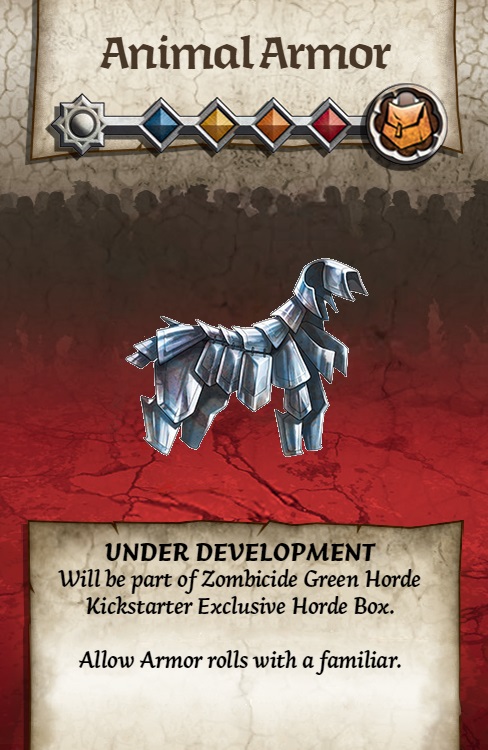 Animal Armor
UNDER DEVELOPMENT
Will be part of Zombicide Green Horde
Kickstarter Exclusive Horde Box.
Allow Armor rolls with a familiar.